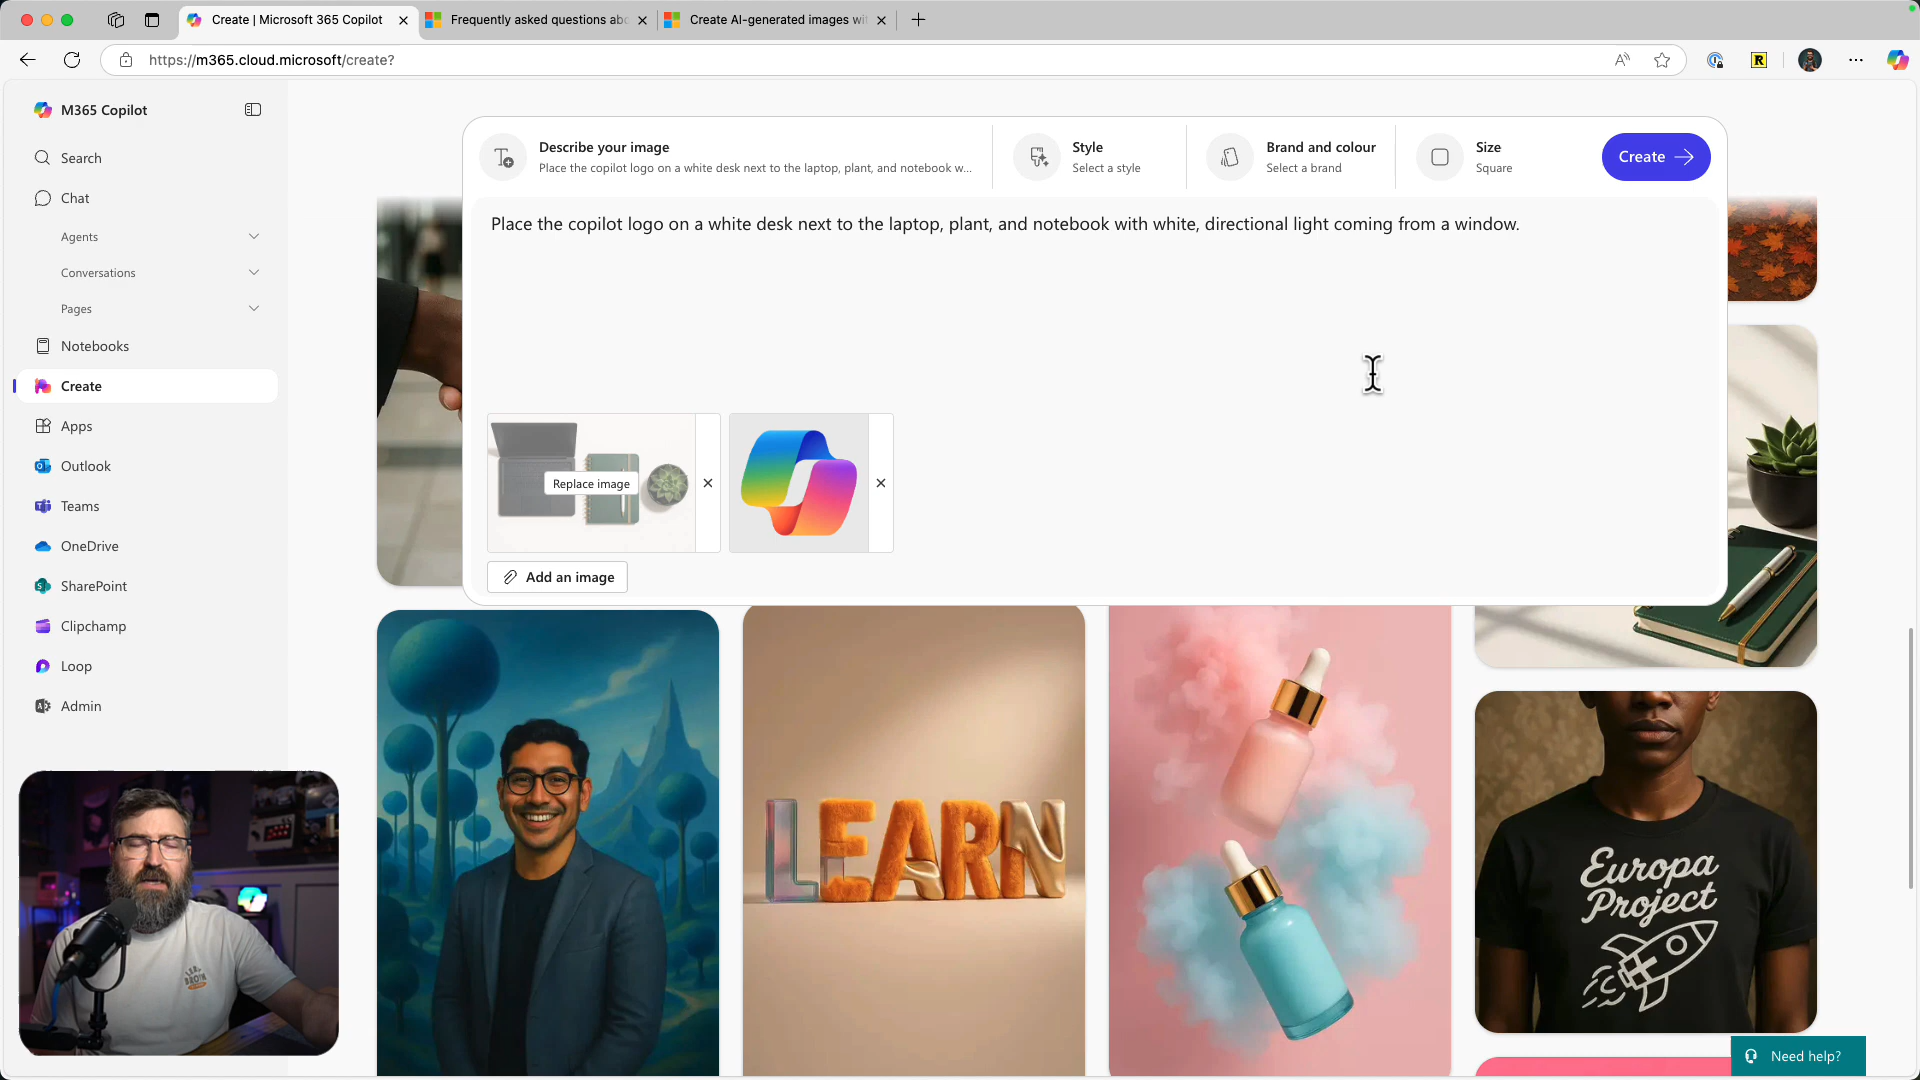 Create | Microsoft 365 Copilot
Frequently asked questions abo
Create AI-generated images wit
https://m365.cloud.microsoft/create?
M365 Copilot
Search
Chat
Agents
Conversations
Pages
Notebooks
Create
Apps
Outlook
Teams
OneDrive
SharePoint
Clipchamp
Loop
Admin
Describe your image
Place the copilot logo on a white desk next to the laptop, plant, and notebook w...
Style
Select a style
Brand and colour
Select a brand
Size
Square
Create
Place the copilot logo on a white desk next to the laptop, plant, and notebook with white, directional light coming from a window.
Replace image
Add an image
LEARN
Europa
Project
Need help?